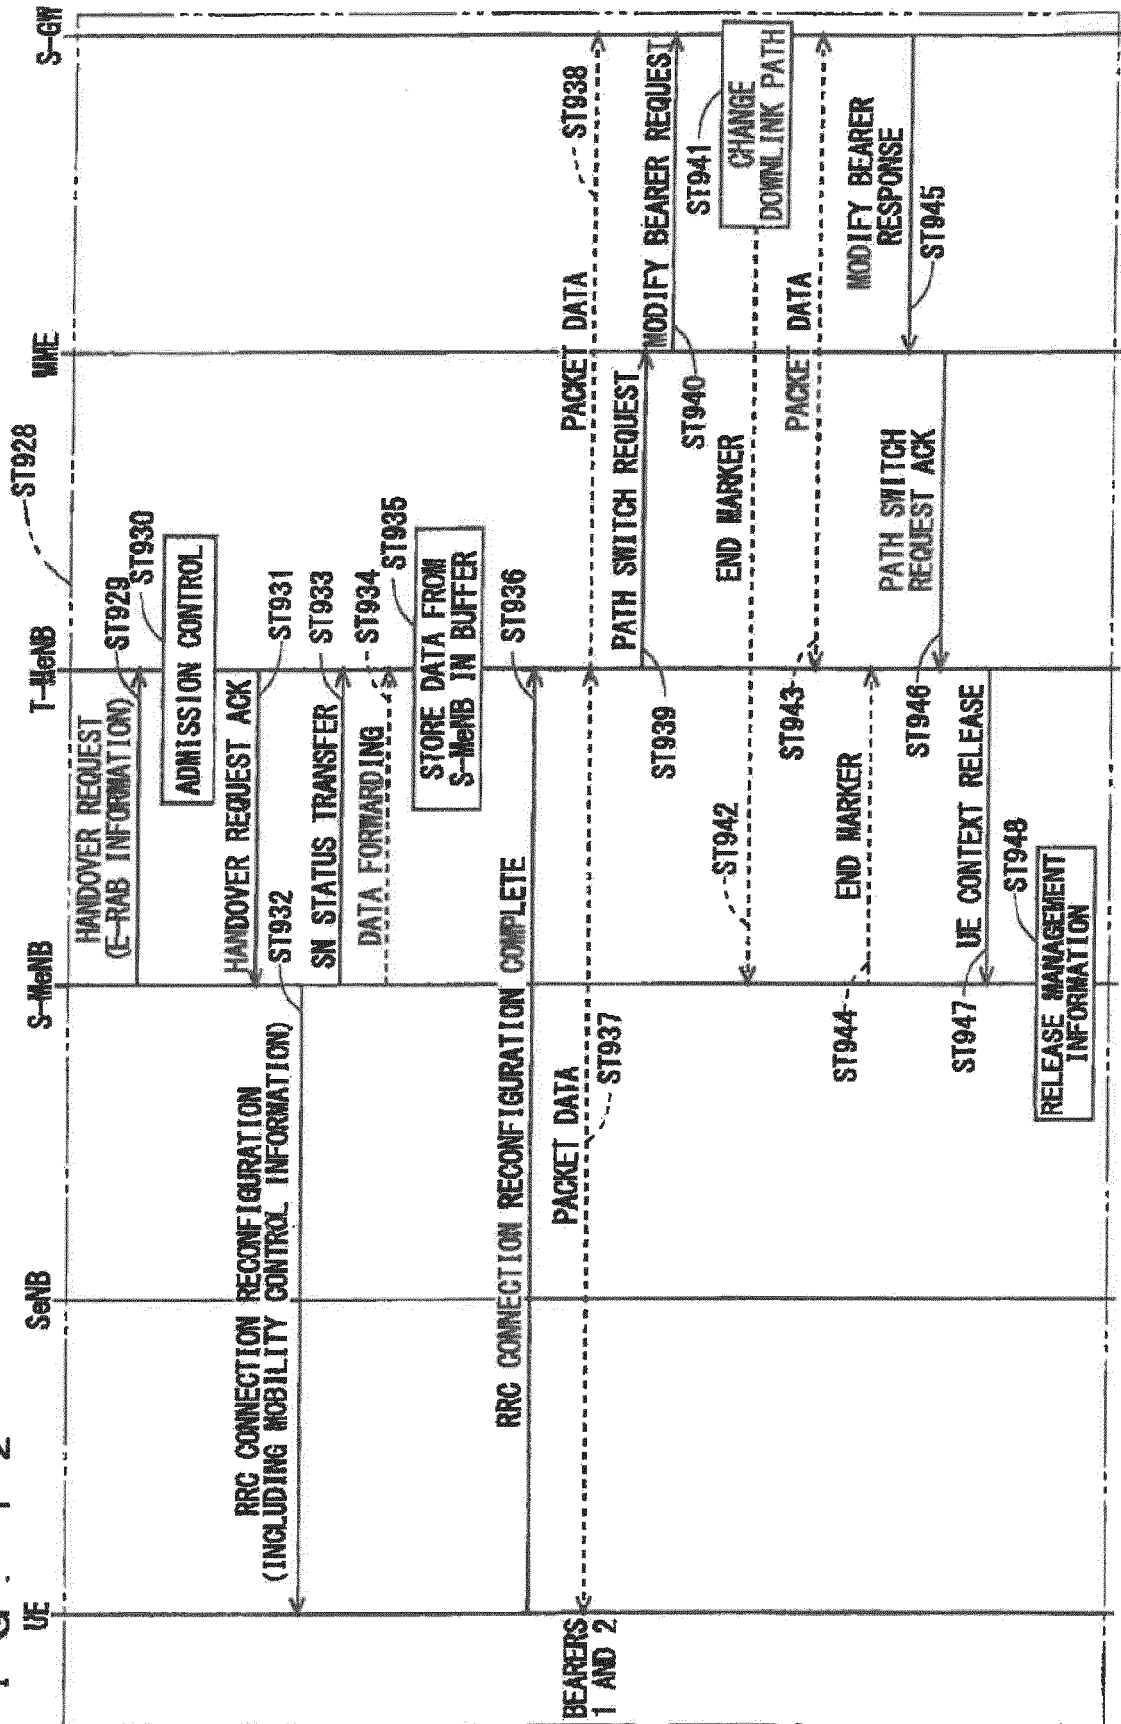 UE
SeNB
S-MeNB
T-MeNB
MME
S-GW
ST928
HANDOVER REQUEST
(E-RAB INFORMATION)
ST929
ST930
ADMISSION CONTROL
HANDOVER REQUEST ACK
ST931
RRC CONNECTION RECONFIGURATION
(INCLUDING MOBILITY CONTROL INFORMATION)
ST932
SN STATUS TRANSFER
ST933
DATA FORWARDING
ST934
ST935
STORE DATA FROM
S-MeNB IN BUFFER
RRC CONNECTION RECONFIGURATION COMPLETE
ST936
BEARERS
1 AND 2
PACKET DATA
ST937
PACKET DATA
ST938
PATH SWITCH REQUEST
ST939
MODIFY BEARER REQUEST
ST940
ST941
CHANGE
DOWNLINK PATH
END MARKER
ST942
PACKET DATA
ST943
END MARKER
ST944
MODIFY BEARER
RESPONSE
ST945
PATH SWITCH
REQUEST ACK
ST946
UE CONTEXT RELEASE
ST947
ST948
RELEASE MANAGEMENT
INFORMATION